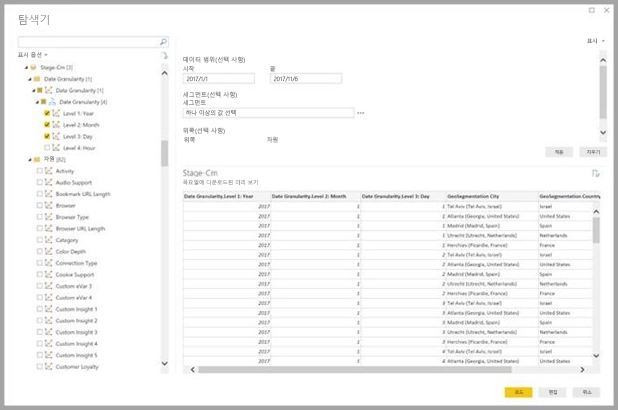 탐색기
표시 옵션
Stage-Cm [3]
Date Granularity [1]
Date Granularity [1]
Date Granularity [4]
Level 1: Year
Level 2: Month
Level 3: Day
Level 4: Hour
차원 [82]
Activity
Audio Support
Bookmark URL Length
Browser
Browser Type
Browser URL Length
Category
Color Depth
Connection Type
Cookie Support
Custom eVar 3
Custom eVar 4
Custom Insight 1
Custom Insight 2
Custom Insight 3
Custom Insight 4
Custom Insight 5
Customer Loyalty
표시
데이터 범위(선택 사항)
시작 끝
2017/1/1 2017/11/6
세그먼트(선택 사항)
세그먼트
하나 이상의 값 선택 ...
위쪽(선택 사항)
위쪽 차원
적용 지우기
Stage-Cm
목요일에 다운로드된 미리 보기
Date Granularity.Level 1: Year Date Granularity.Level 2: Month Date Granularity.Level 3: Day GeoSegmentation City GeoSegmentation Country
2017 1 1 Tel Aviv (Tel Aviv, Israel) Israel
2017 1 1 Atlanta (Georgia, United States) United States
2017 1 1 Madrid (Madrid, Spain) Spain
2017 1 1 Utrecht (Utrecht, Netherlands) Netherlands
2017 1 1 Herchies (Picardie, France) France
2017 1 2 Tel Aviv (Tel Aviv, Israel) Israel
2017 1 2 Atlanta (Georgia, United States) United States
2017 1 2 Madrid (Madrid, Spain) Spain
2017 1 2 Utrecht (Utrecht, Netherlands) Netherlands
2017 1 2 Herchies (Picardie, France) France
2017 1 3 Tel Aviv (Tel Aviv, Israel) Israel
2017 1 3 Atlanta (Georgia, United States) United States
2017 1 3 Madrid (Madrid, Spain) Spain
2017 1 3 Utrecht (Utrecht, Netherlands) Netherlands
2017 1 3 Herchies (Picardie, France) France
2017 1 4 Tel Aviv (Tel Aviv, Israel) Israel
2017 1 4 Atlanta (Georgia, United States) United States
로드 편집 취소